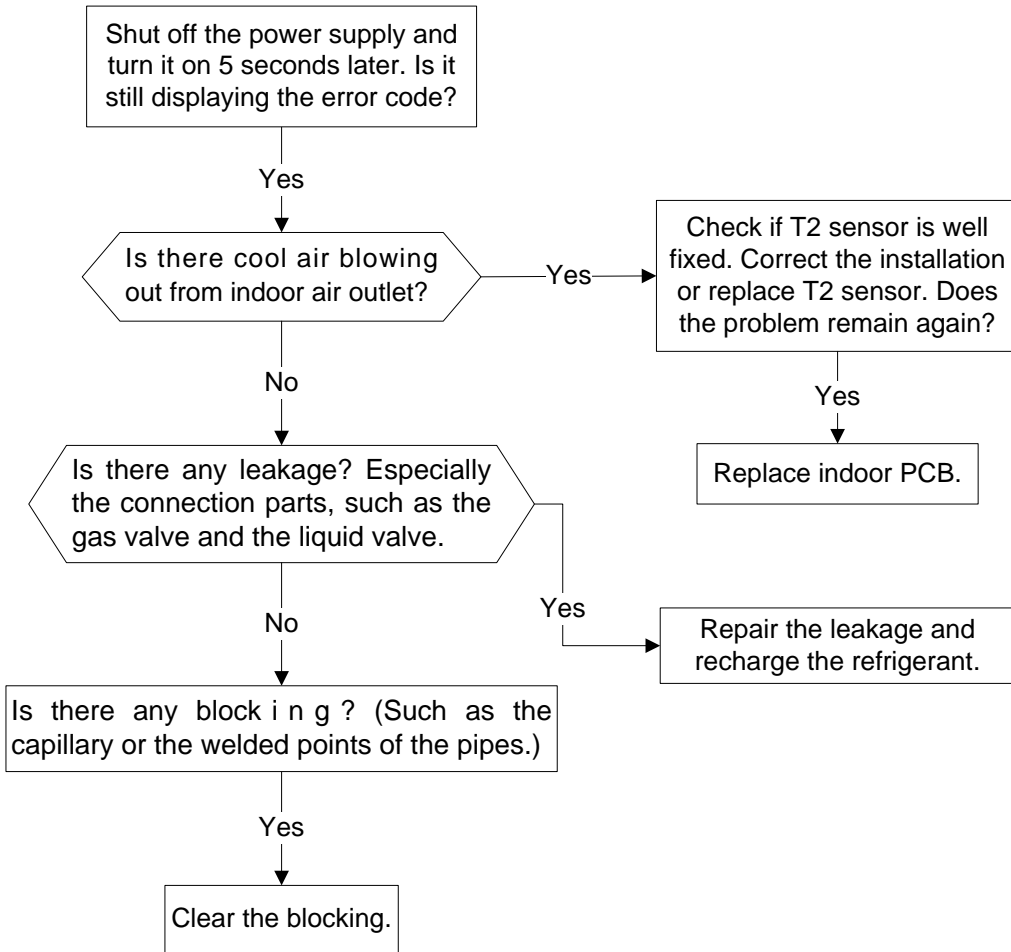 Shut off the power supply and
turn it on 5 seconds later. Is it
still displaying the error code?
Yes
Is there cool air blowing
out from indoor air outlet?
Yes
Check if T2 sensor is well
fixed. Correct the installation
or replace T2 sensor. Does
the problem remain again?
Yes
Replace indoor PCB.
No
Is there any leakage? Especially
the connection parts, such as the
gas valve and the liquid valve.
Yes
Repair the leakage and
recharge the refrigerant.
No
Is there any blocking? (Such as the
capillary or the welded points of the pipes.)
Yes
Clear the blocking.